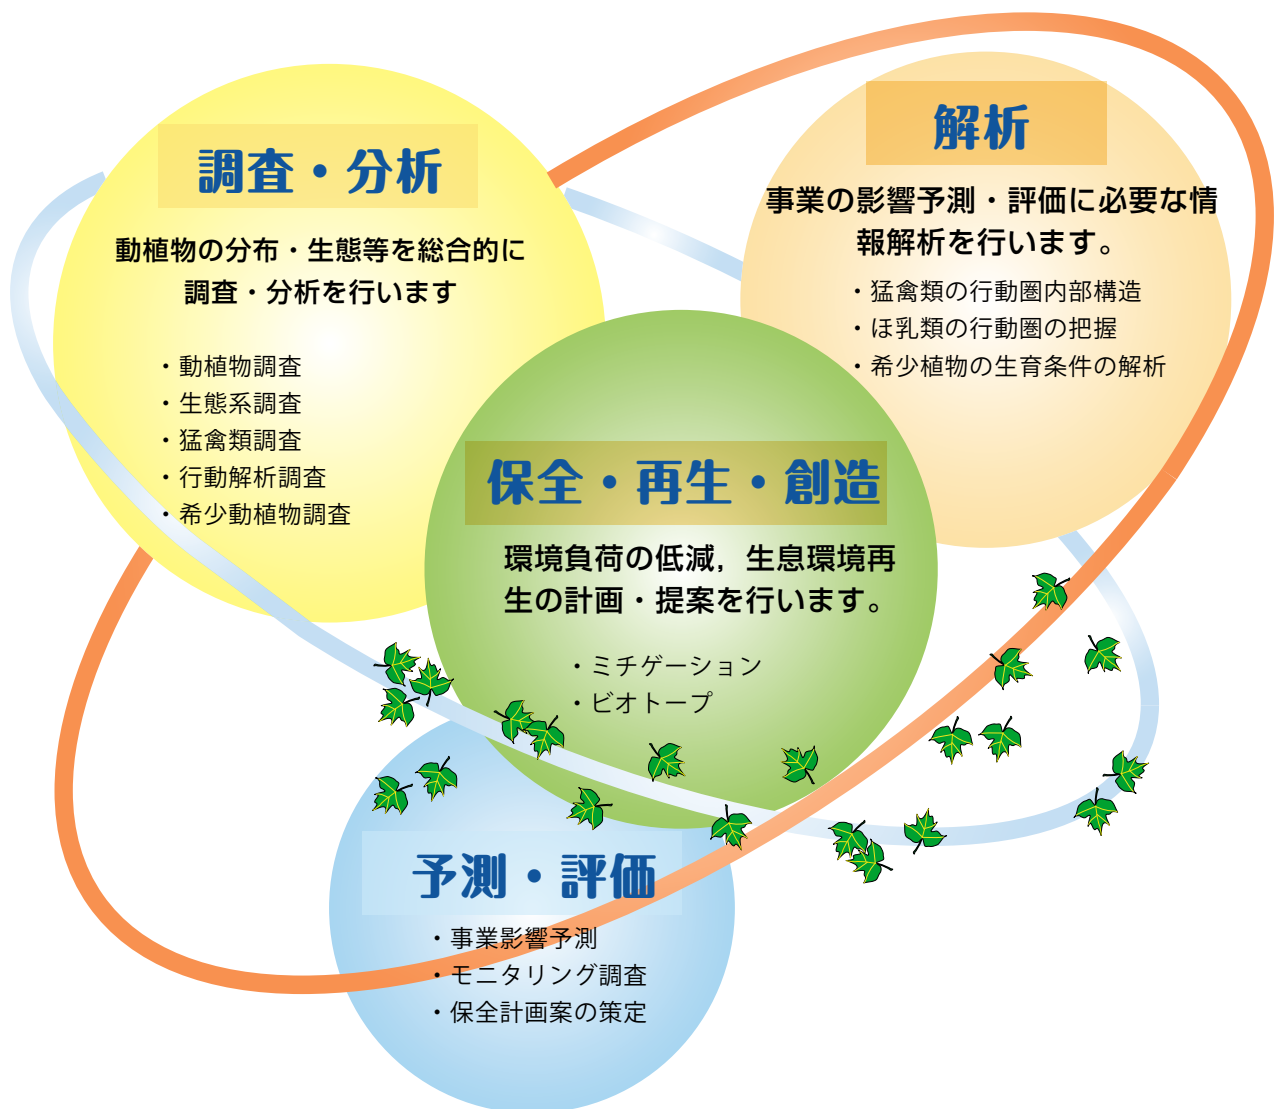 調査・分析
動植物の分布・生態等を総合的に
調査・分析を行います
・動植物調査
・生態系調査
・猛禽類調査
・行動解析調査
・希少動植物調査
解析
事業の影響予測・評価に必要な情
報解析を行います。
・猛禽類の行動圏内部構造
・ほ乳類の行動圏の把握
・希少植物の生育条件の解析
保全・再生・創造
環境負荷の低減，生息環境再
生の計画・提案を行います。
・ミチゲーション
・ビオトープ
予測・評価
・事業影響予測
・モニタリング調査
・保全計画案の策定